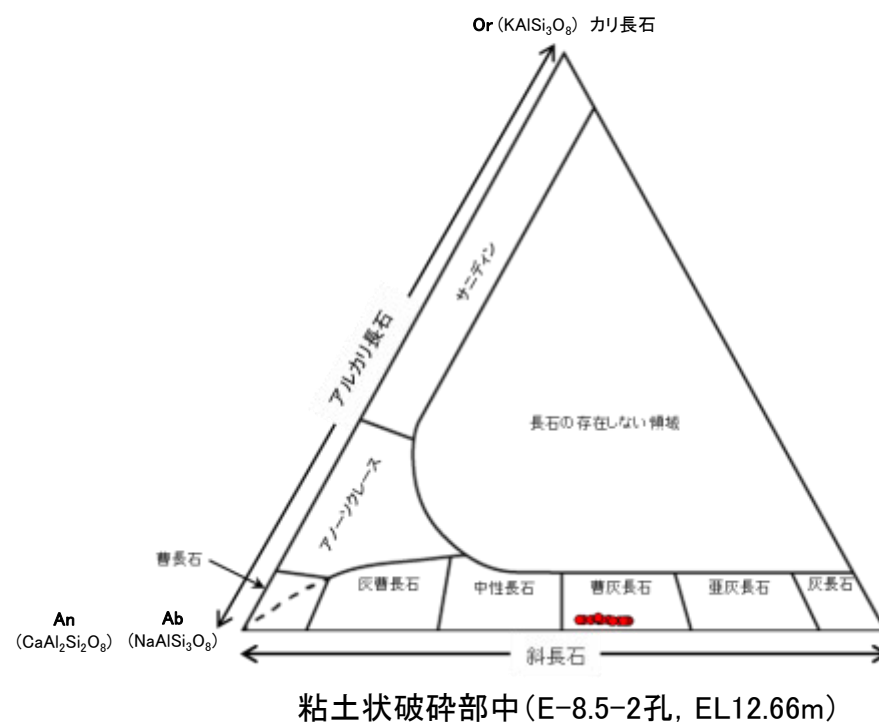 Or (KAlSi₃O₈) カリ長石
サニディン
アルカリ長石
長石の存在しない領域
アノーソクレース
曹長石
灰曹長石
中性長石
曹灰長石
亜灰長石
灰長石
An
(CaAl₂Si₂O₈)
Ab
(NaAlSi₃O₈)
斜長石
粘土状破砕部中(E-8.5-2孔, EL12.66m)